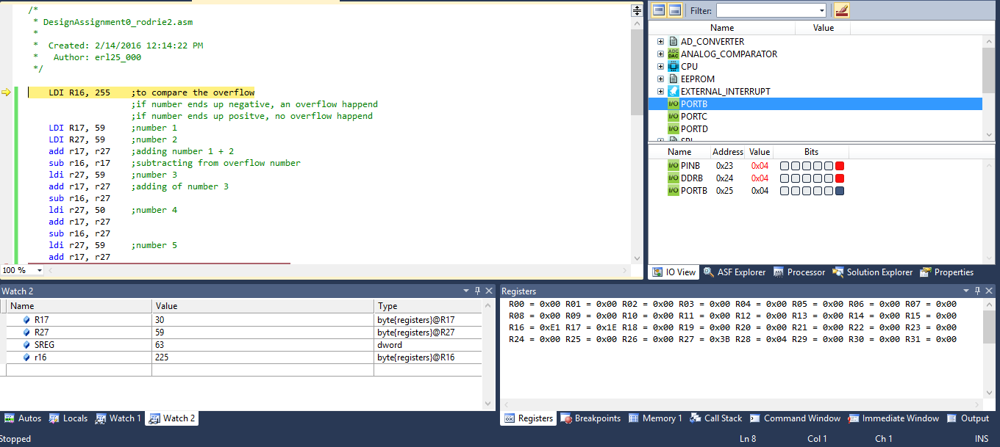 /*
* DesignAssignment0_rodrie2.asm
*
* Created: 2/14/2016 12:14:22 PM
* Author: erl25_000
*/
LDI R16, 255 ;to compare the overflow
;if number ends up negative, an overflow happend
;if number ends up positve, no overflow happend
LDI R17, 59 ;number 1
LDI R27, 59 ;number 2
add r17, r27 ;adding number 1 + 2
sub r16, r17 ;subtracting from overflow number
ldi r27, 59 ;number 3
add r17, r27 ;adding of number 3
sub r16, r27
ldi r27, 50 ;number 4
add r17, r27
sub r16, r27
ldi r27, 59 ;number 5
add r17, r27
100 %
Filter:
Name Value
AD_CONVERTER
ADC DAC ANALOG_COMPARATOR
CPU
EEPROM
EXTERNAL_INTERRUPT
I/O PORTB
I/O PORTC
I/O PORTD
Name Address Value Bits
I/O PINB 0x23 0x04
I/O DDRB 0x24 0x04
I/O PORTB 0x25 0x04
IO View ASF Explorer Processor Solution Explorer Properties
Watch 2
Name Value Type
R17 30 byte{registers}@R17
R27 59 byte{registers}@R27
SREG 63 dword
r16 225 byte{registers}@R16
Autos Locals Watch 1 Watch 2
Registers
R00 = 0x00 R01 = 0x00 R02 = 0x00 R03 = 0x00 R04 = 0x00 R05 = 0x00 R06 = 0x00 R07 = 0x00
R08 = 0x00 R09 = 0x00 R10 = 0x00 R11 = 0x00 R12 = 0x00 R13 = 0x00 R14 = 0x00 R15 = 0x00
R16 = 0xE1 R17 = 0x1E R18 = 0x00 R19 = 0x00 R20 = 0x00 R21 = 0x00 R22 = 0x00 R23 = 0x00
R24 = 0x00 R25 = 0x00 R26 = 0x00 R27 = 0x3B R28 = 0x04 R29 = 0x00 R30 = 0x00 R31 = 0x00
Registers Breakpoints Memory 1 Call Stack Command Window Immediate Window Output
Stopped Ln 8 Col 1 Ch 1 INS